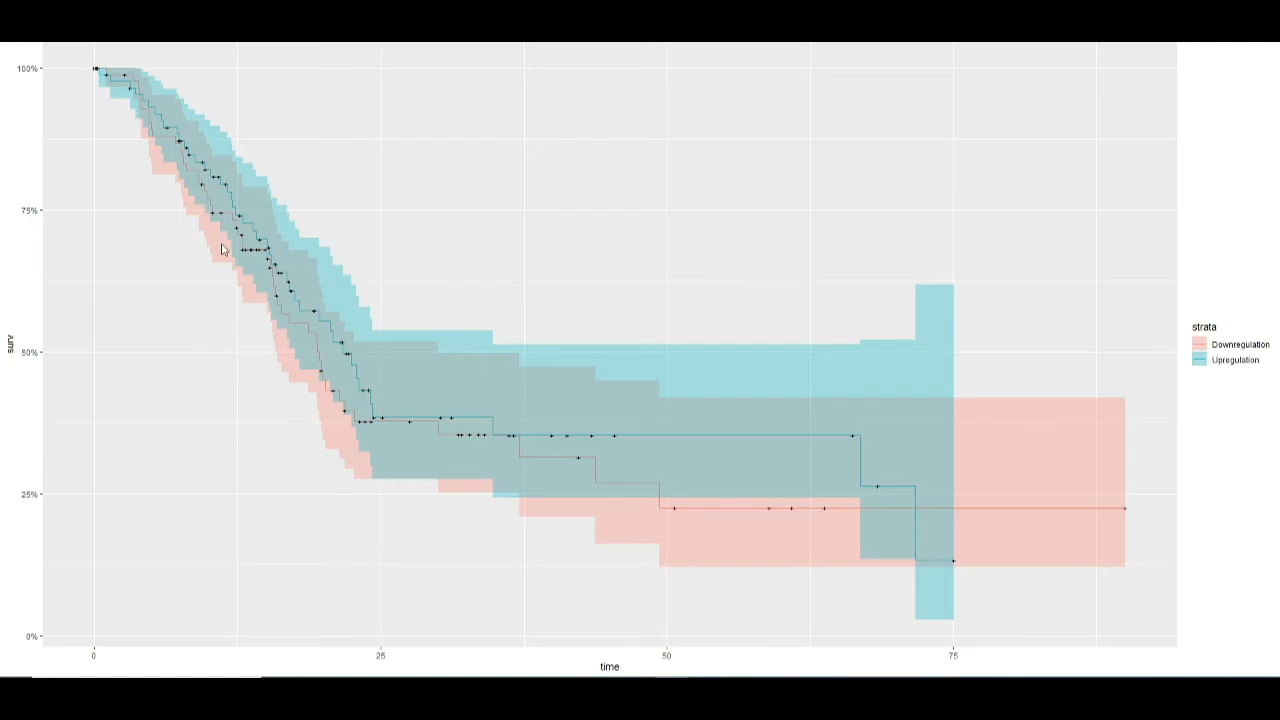 100%
75%
50%
25%
0%
surv
0 25 50 75
time
strata
Downregulation
Upregulation